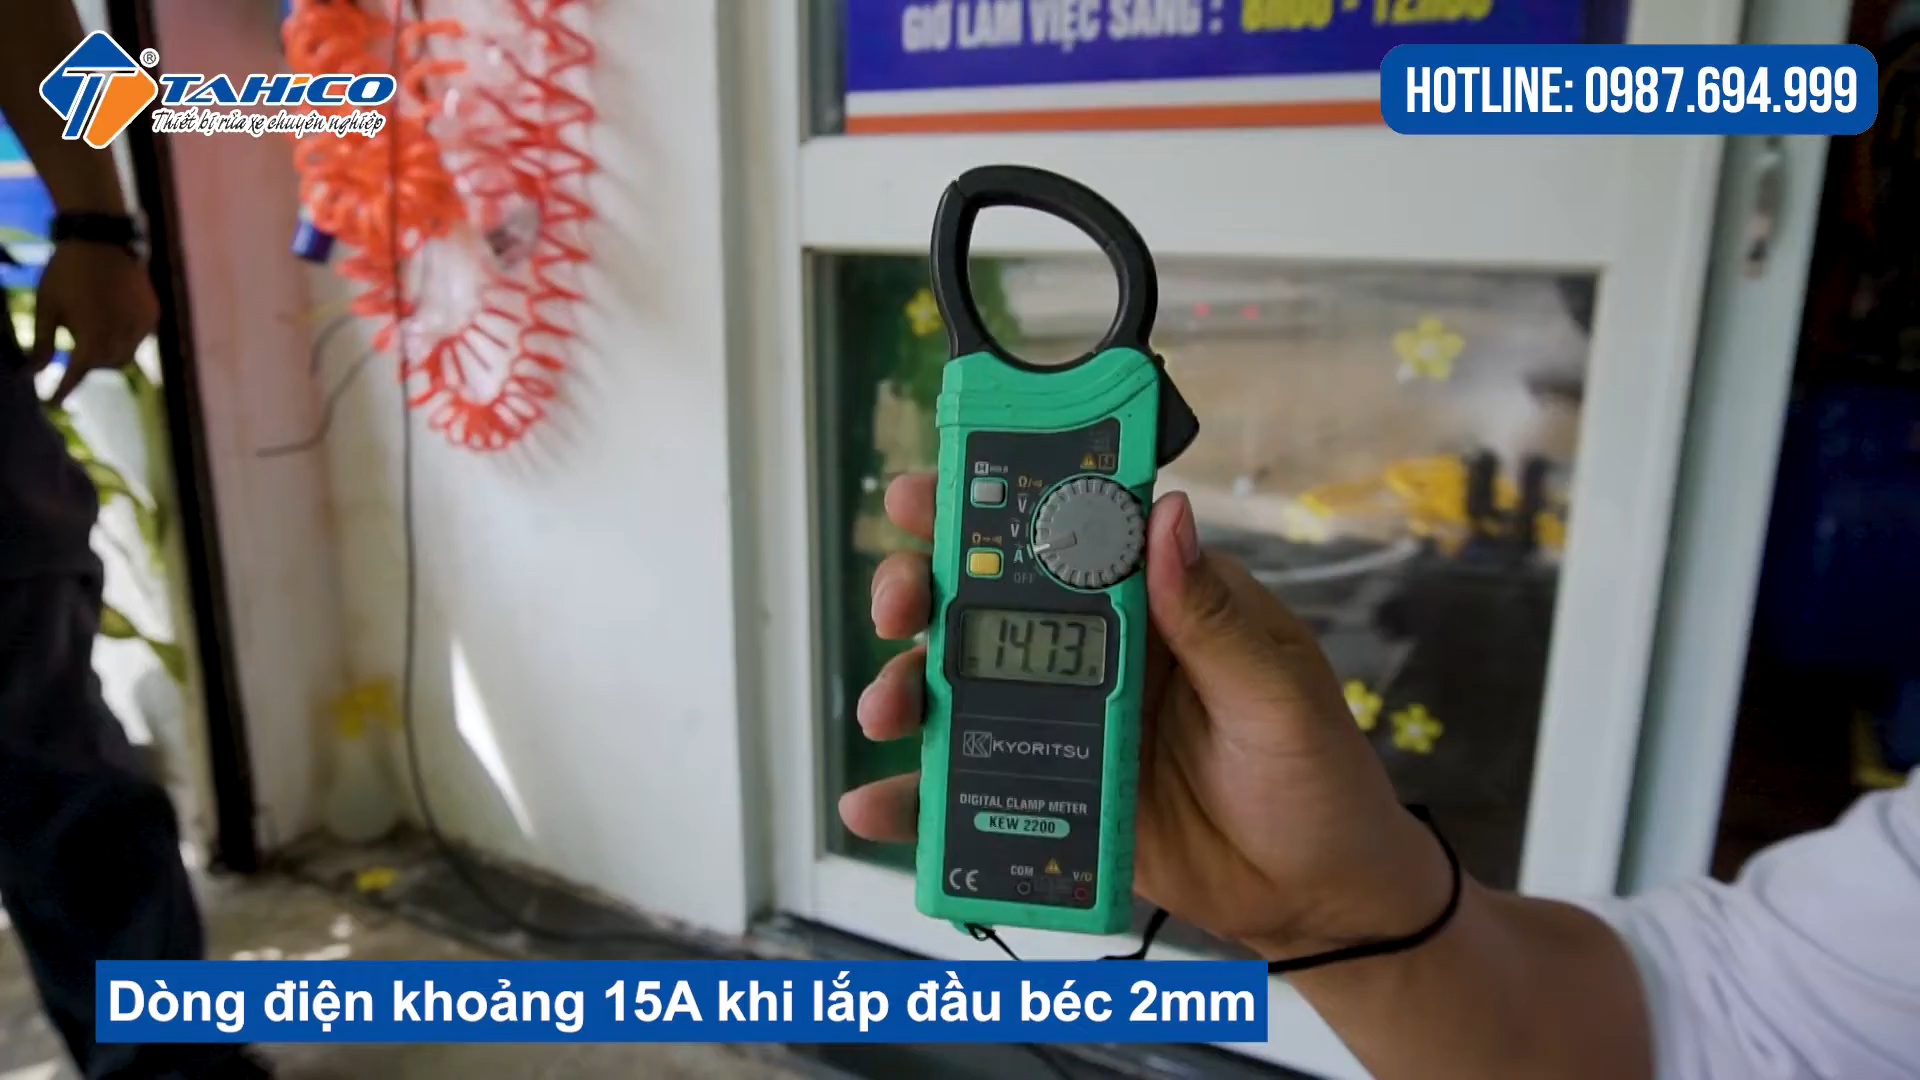 GIỜ LÀM VIỆC SÁNG :
TAHICO®
Thiết bị rửa xe chuyên nghiệp
HOTLINE: 0987.694.999
Ω
V
V
A
OFF
14.73
KYORITSU
DIGITAL CLAMP METER
KEW 2200
CE
COM
V/Ω
Dòng điện khoảng 15A khi lắp đầu béc 2mm